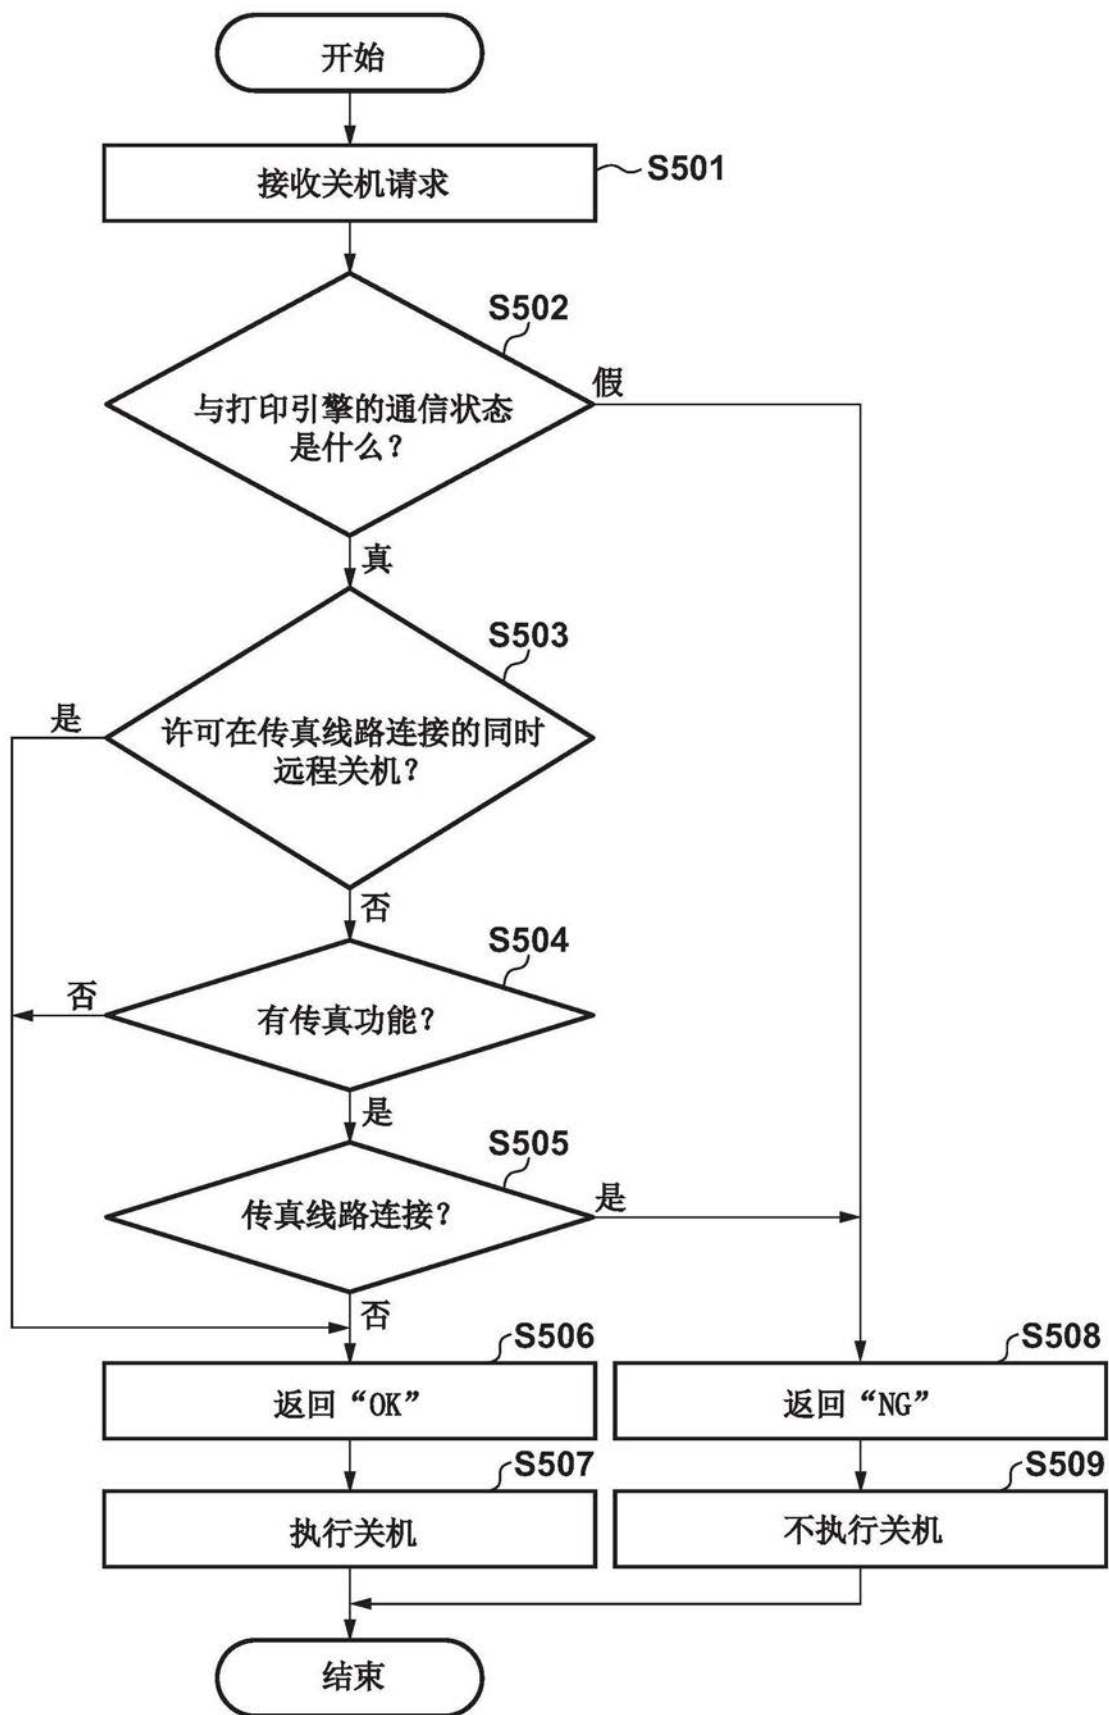 开始
接收关机请求
S501
S502
与打印引擎的通信状态
是什么？
假
真
S503
许可在传真线路连接的同时
远程关机？
是
否
S504
有传真功能？
否
是
S505
传真线路连接？
是
否
S506
返回“OK”
S508
返回“NG”
S507
执行关机
S509
不执行关机
结束